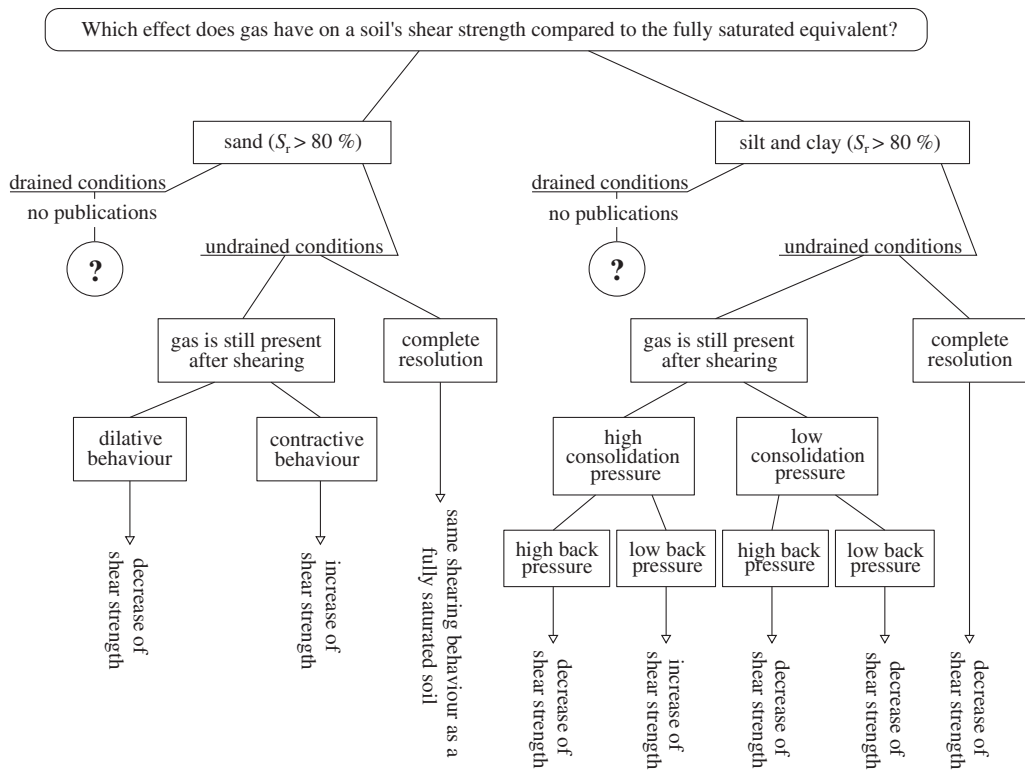 Which effect does gas have on a soil's shear strength compared to the fully saturated equivalent?
sand (Sr > 80 %)
silt and clay (Sr > 80 %)
drained conditions
no publications
?
undrained conditions
drained conditions
no publications
?
undrained conditions
gas is still present
after shearing
complete
resolution
gas is still present
after shearing
complete
resolution
dilative
behaviour
contractive
behaviour
high
consolidation
pressure
low
consolidation
pressure
high back
pressure
low back
pressure
high back
pressure
low back
pressure
decrease of
shear strength
increase of
shear strength
same shearing behaviour as a
fully saturated
soil
decrease of
shear strength
increase of
shear strength
decrease of
shear strength
decrease of
shear strength
decrease of
shear strength